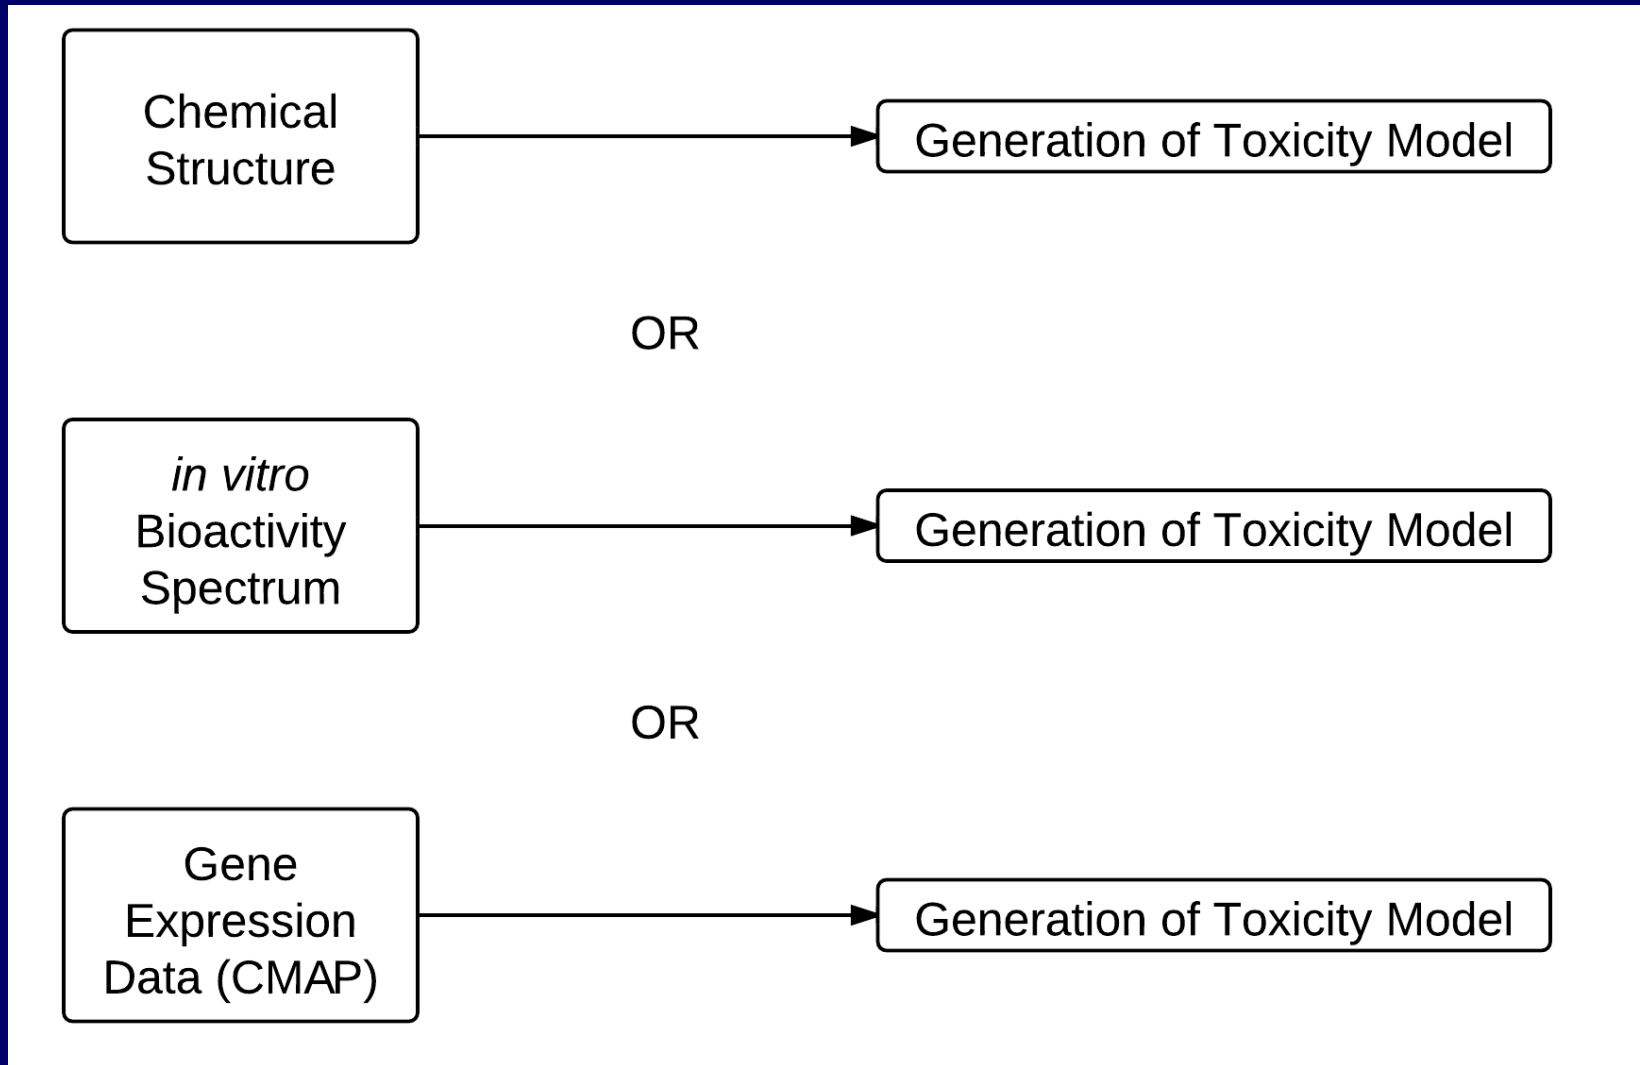 Chemical
Structure
Generation of Toxicity Model
OR
in vitro
Bioactivity
Spectrum
Generation of Toxicity Model
OR
Gene
Expression
Data (CMAP)
Generation of Toxicity Model